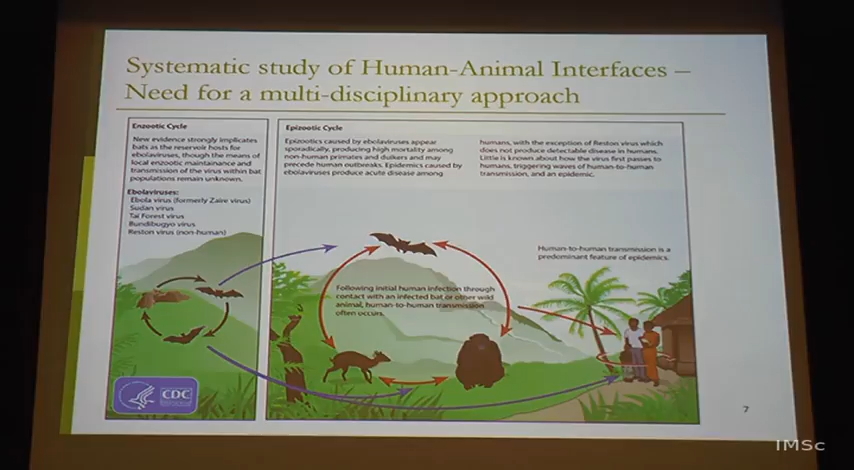 Systematic study of Human-Animal Interfaces –
Need for a multi-disciplinary approach
Enzootic Cycle
New evidence strongly implicates
bats as the reservoir hosts for
ebolaviruses, though the means of
local enzootic maintainance and
transmission of the virus within bat
populations remain unknown.
Ebolaviruses:
Ebola virus (formerly Zaire virus)
Sudan virus
Tai Forest virus
Bundibugyo virus
Reston virus (non-human)
Epizootic Cycle
Epizootics caused by ebolaviruses appear
sporadically, producing high mortality among
non-human primates and duikers and may
precede human outbreaks. Epidemics caused by
ebolaviruses produce acute disease among
humans, with the exception of Reston virus which
does not produce detectable disease in humans.
Little is known about how the virus first passes to
humans, triggering waves of human-to-human
transmission, and an epidemic.
Human-to-human transmission is a
predominant feature of epidemics.
Following initial human infection through
contact with an infected bat or other wild
animal, human-to-human transmission
often occurs.
CDC
7
IMSc